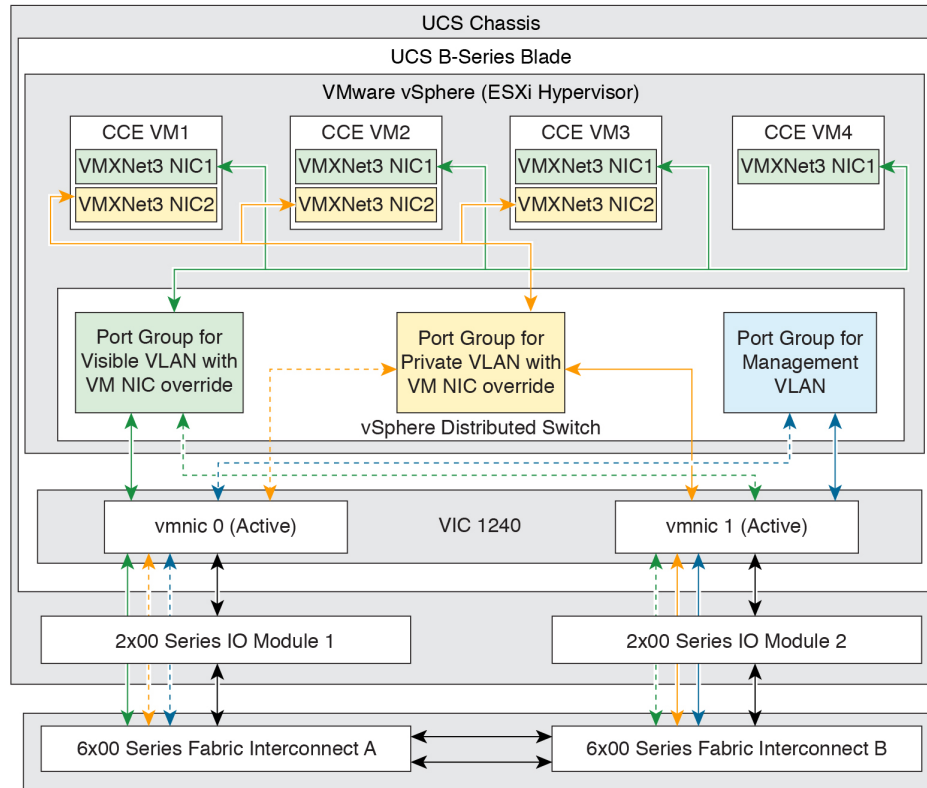 UCS Chassis
UCS B-Series Blade
VMware vSphere (ESXi Hypervisor)
CCE VM1
VMXNet3 NIC1
VMXNet3 NIC2
CCE VM2
VMXNet3 NIC1
VMXNet3 NIC2
CCE VM3
VMXNet3 NIC1
VMXNet3 NIC2
CCE VM4
VMXNet3 NIC1
Port Group for
Visible VLAN with
VM NIC override
Port Group for
Private VLAN with
VM NIC override
Port Group for
Management
VLAN
vSphere Distributed Switch
vmnic 0 (Active)
VIC 1240
vmnic 1 (Active)
2x00 Series IO Module 1
2x00 Series IO Module 2
6x00 Series Fabric Interconnect A
6x00 Series Fabric Interconnect B